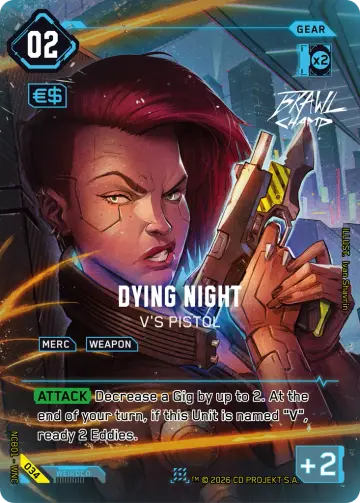 02
GEAR
€$
x2
BRAWL
CHAMP
DYING NIGHT
V'S PISTOL
MERC
WEAPON
ATTACK Decrease a Gig by up to 2. At the
end of your turn, if this Unit is named "V",
ready 2 Eddies.
034
WEIRDCO
™ © 2026 CD PROJEKT S.A.
+2